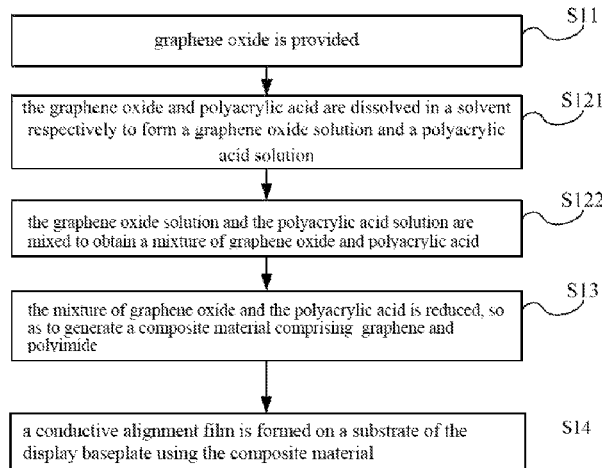 graphene oxide is provided
S11
the graphene oxide and polyacrylic acid are dissolved in a solvent
respectively to form a graphene oxide solution and a polyacrylic
acid solution
S121
the graphene oxide solution and the polyacrylic acid solution are
mixed to obtain a mixture of graphene oxide and polyacrylic acid
S122
the mixture of graphene oxide and the polyacrylic acid is reduced, so
as to generate a composite material comprising graphene and
polyimide
S13
a conductive alignment film is formed on a substrate of the
display baseplate using the composite material
S14